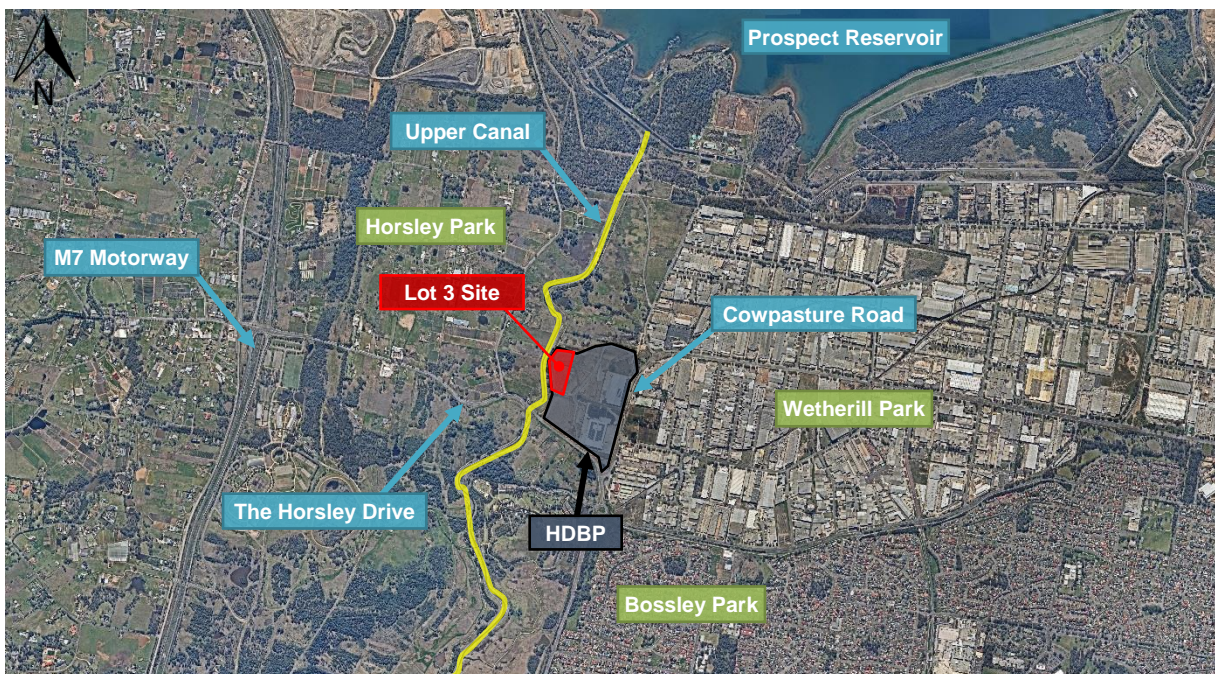 Prospect Reservoir
N
Upper Canal
Horsley Park
M7 Motorway
Lot 3 Site
Cowpasture Road
Wetherill Park
The Horsley Drive
HDBP
Bossley Park